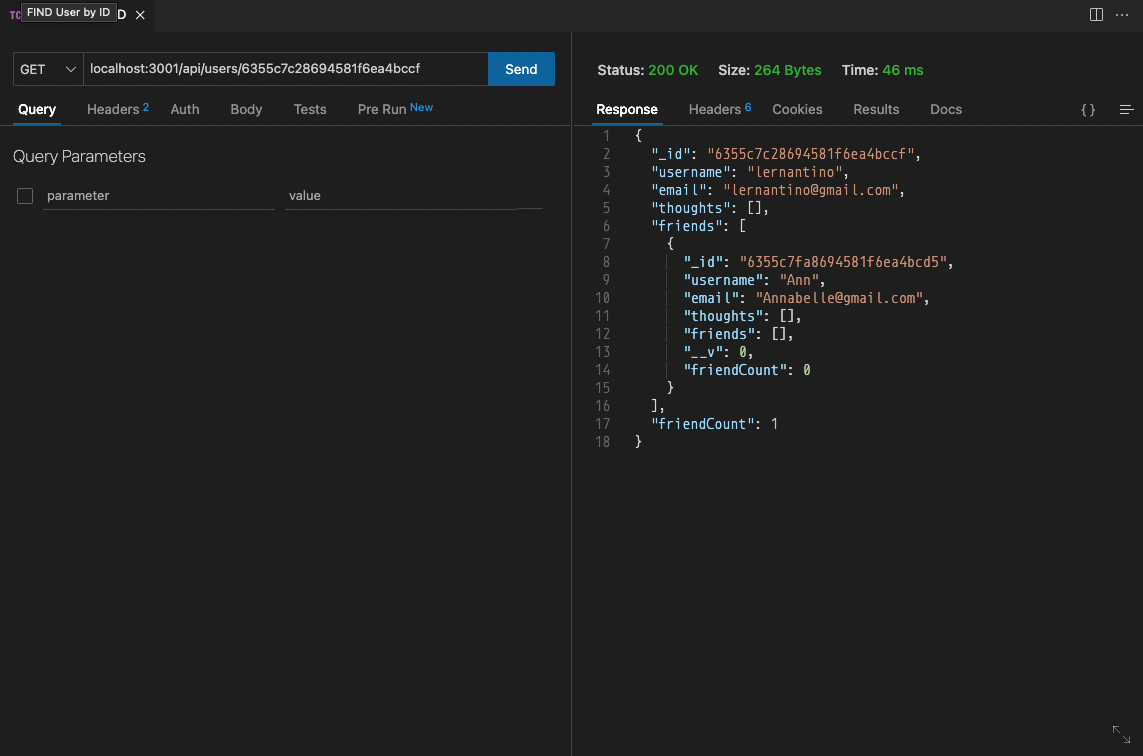 TC FIND User by ID D
GET localhost:3001/api/users/6355c7c28694581f6ea4bccf Send
Query Headers 2 Auth Body Tests Pre Run New
Query Parameters
parameter value
Status: 200 OK Size: 264 Bytes Time: 46 ms
Response Headers 6 Cookies Results Docs { }
1 {
2 "_id": "6355c7c28694581f6ea4bccf",
3 "username": "lernantino",
4 "email": "lernantino@gmail.com",
5 "thoughts": [],
6 "friends": [
7 {
8 "_id": "6355c7fa8694581f6ea4bcd5",
9 "username": "Ann",
10 "email": "Annabelle@gmail.com",
11 "thoughts": [],
12 "friends": [],
13 "__v": 0,
14 "friendCount": 0
15 }
16 ],
17 "friendCount": 1
18 }